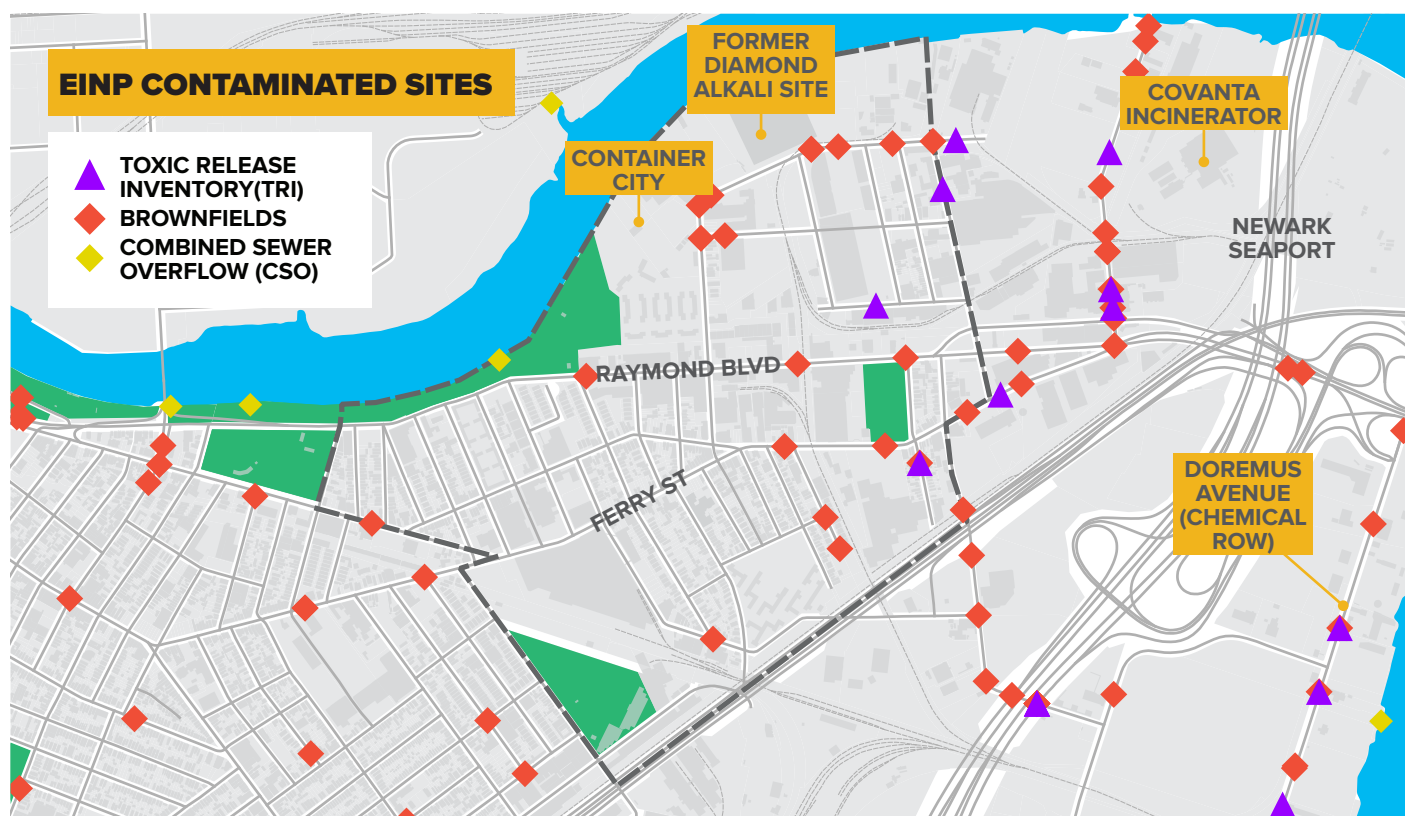 EINP CONTAMINATED SITES
TOXIC RELEASE
INVENTORY(TRI)
BROWNFIELDS
COMBINED SEWER
OVERFLOW (CSO)
FORMER
DIAMOND
ALKALI SITE
CONTAINER
CITY
COVANTA
INCINERATOR
NEWARK
SEAPORT
RAYMOND BLVD
FERRY ST
DOREMUS
AVENUE
(CHEMICAL
ROW)